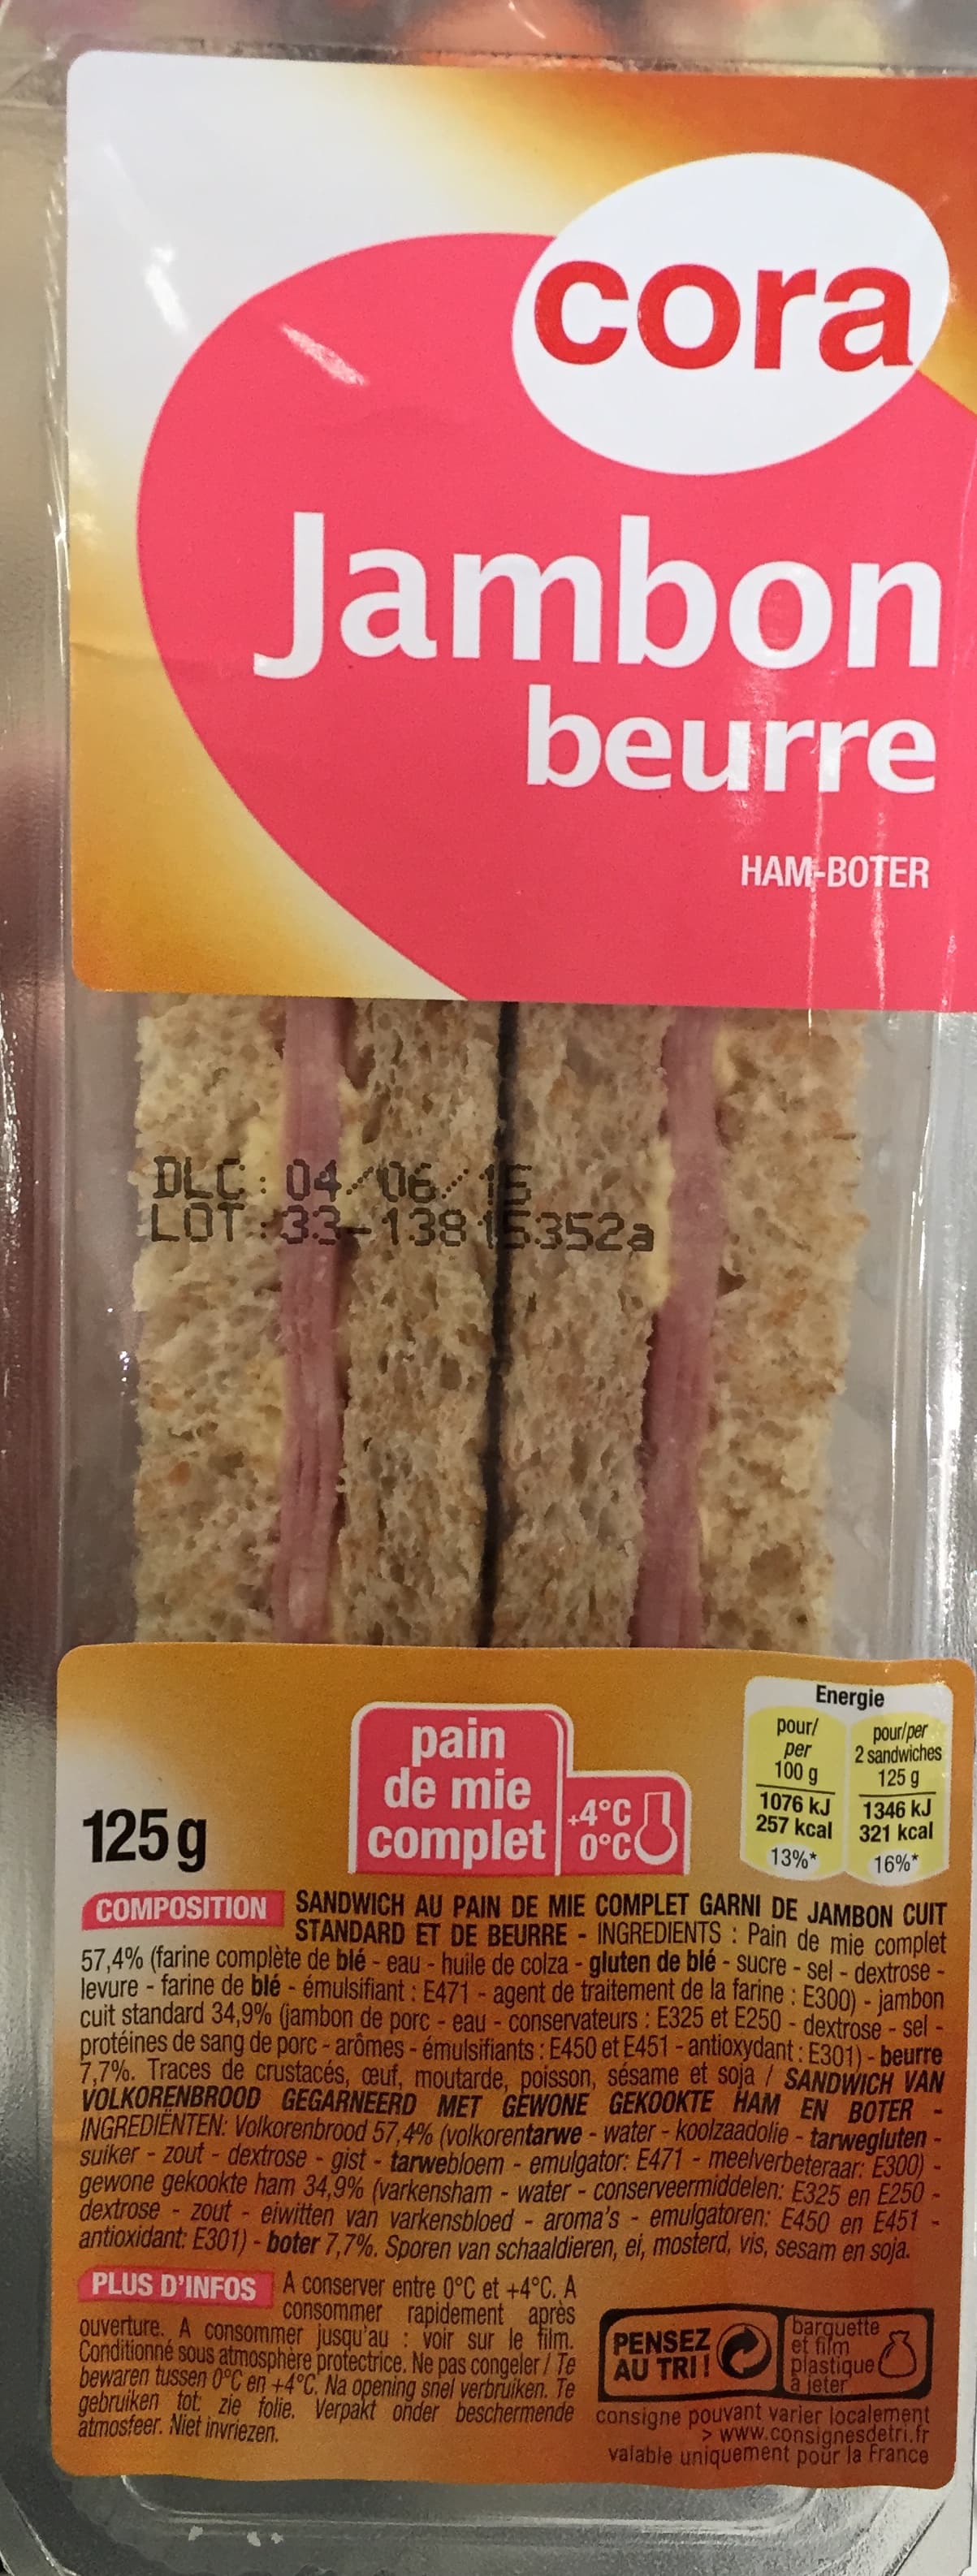 cora
Jambon
beurre
HAM-BOTER
DLC: 04/06/15
LOT:33-13815352a
125g
pain
de mie
complet
+4°C
0°C
Energie
pour/
per
100 g
1076 kJ
257 kcal
13%*
pour/per
2 sandwiches
125 g
1346 kJ
321 kcal
16%*
COMPOSITION SANDWICH AU PAIN DE MIE COMPLET GARNI DE JAMBON CUIT
STANDARD ET DE BEURRE - INGREDIENTS : Pain de mie complet
57,4% (farine complète de blé - eau - huile de colza - gluten de blé - sucre - sel - dextrose -
levure - farine de blé - émulsifiant : E471 - agent de traitement de la farine : E300) - jambon
cuit standard 34,9% (jambon de porc - eau - conservateurs : E325 et E250 - dextrose - sel -
protéines de sang de porc - arômes - émulsifiants : E450 et E451 - antioxydant : E301) - beurre
7,7%. Traces de crustacés, œuf, moutarde, poisson, sésame et soja / SANDWICH VAN
VOLKORENBROOD GEGARNEERD MET GEWONE GEKOOKTE HAM EN BOTER -
INGREDIËNTEN: Volkorenbrood 57,4% (volkorentarwe - water - koolzaadolie - tarwegluten -
suiker - zout - dextrose - gist - tarwebloem - emulgator: E471 - meelverbeteraar: E300) -
gewone gekookte ham 34,9% (varkensham - water - conserveermiddelen: E325 en E250 -
dextrose - zout - eiwitten van varkensbloed - aroma's - emulgatoren: E450 en E451 -
antioxidant: E301) - boter 7,7%. Sporen van schaaldieren, ei, mosterd, vis, sesam en soja.
PLUS D'INFOS A conserver entre 0°C et +4°C. A
consommer rapidement après
ouverture. A consommer jusqu'au : voir sur le film.
Conditionné sous atmosphère protectrice. Ne pas congeler / Te
bewaren tussen 0°C en +4°C. Na opening snel verbruiken. Te
gebruiken tot: zie folie. Verpakt onder beschermende
atmosfeer. Niet invriezen.
PENSEZ
AU TRI !
barquette
et film
plastique
à jeter
consigne pouvant varier localement
> www.consignesdetri.fr
valable uniquement pour la France